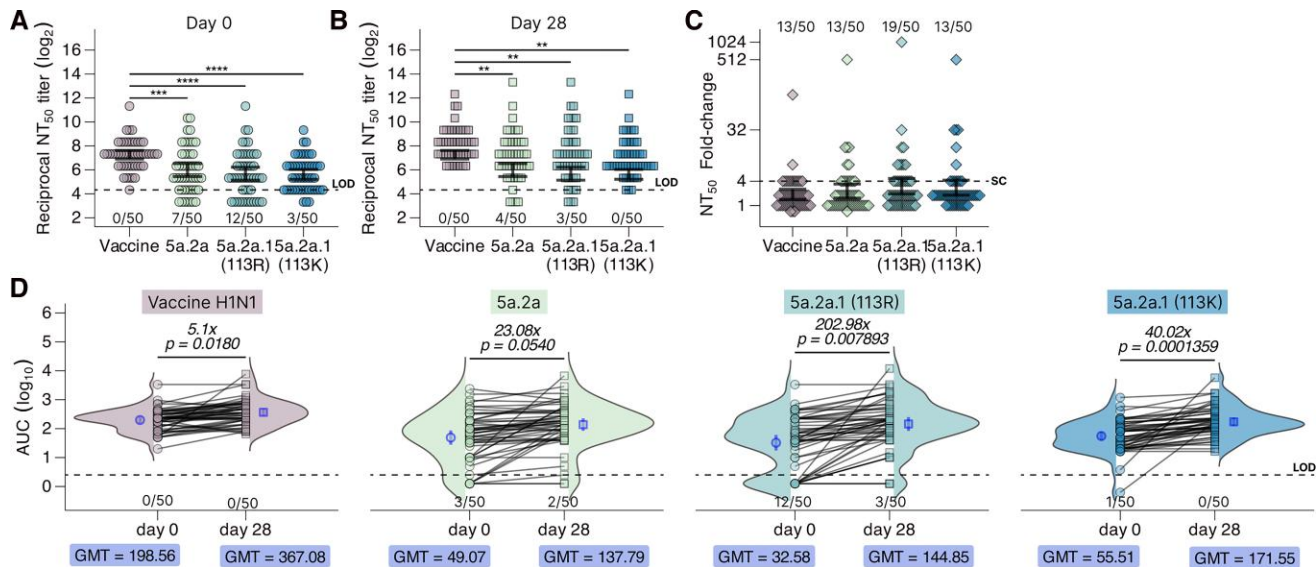 A
Day 0
Reciprocal NT50 titer (log2)
16
14
12
10
8
6
4
2
****
****
***
LOD
0/50
7/50
12/50
3/50
Vaccine
5a.2a
5a.2a.1
(113R)
5a.2a.1
(113K)
B
Day 28
Reciprocal NT50 titer (log2)
16
14
12
10
8
6
4
2
**
**
**
LOD
0/50
4/50
3/50
0/50
Vaccine
5a.2a
5a.2a.1
(113R)
5a.2a.1
(113K)
C
13/50
13/50
19/50
13/50
NT50 Fold-change
1024
512
32
4
1
SC
Vaccine
5a.2a
5a.2a.1
(113R)
5a.2a.1
(113K)
D
AUC (log10)
6
5
4
3
2
1
0
Vaccine H1N1
5.1x
p = 0.0180
0/50
0/50
day 0
day 28
GMT = 198.56
GMT = 367.08
5a.2a
23.08x
p = 0.0540
3/50
2/50
day 0
day 28
GMT = 49.07
GMT = 137.79
5a.2a.1 (113R)
202.98x
p = 0.007893
12/50
3/50
day 0
day 28
GMT = 32.58
GMT = 144.85
5a.2a.1 (113K)
40.02x
p = 0.0001359
LOD
1/50
0/50
day 0
day 28
GMT = 55.51
GMT = 171.55